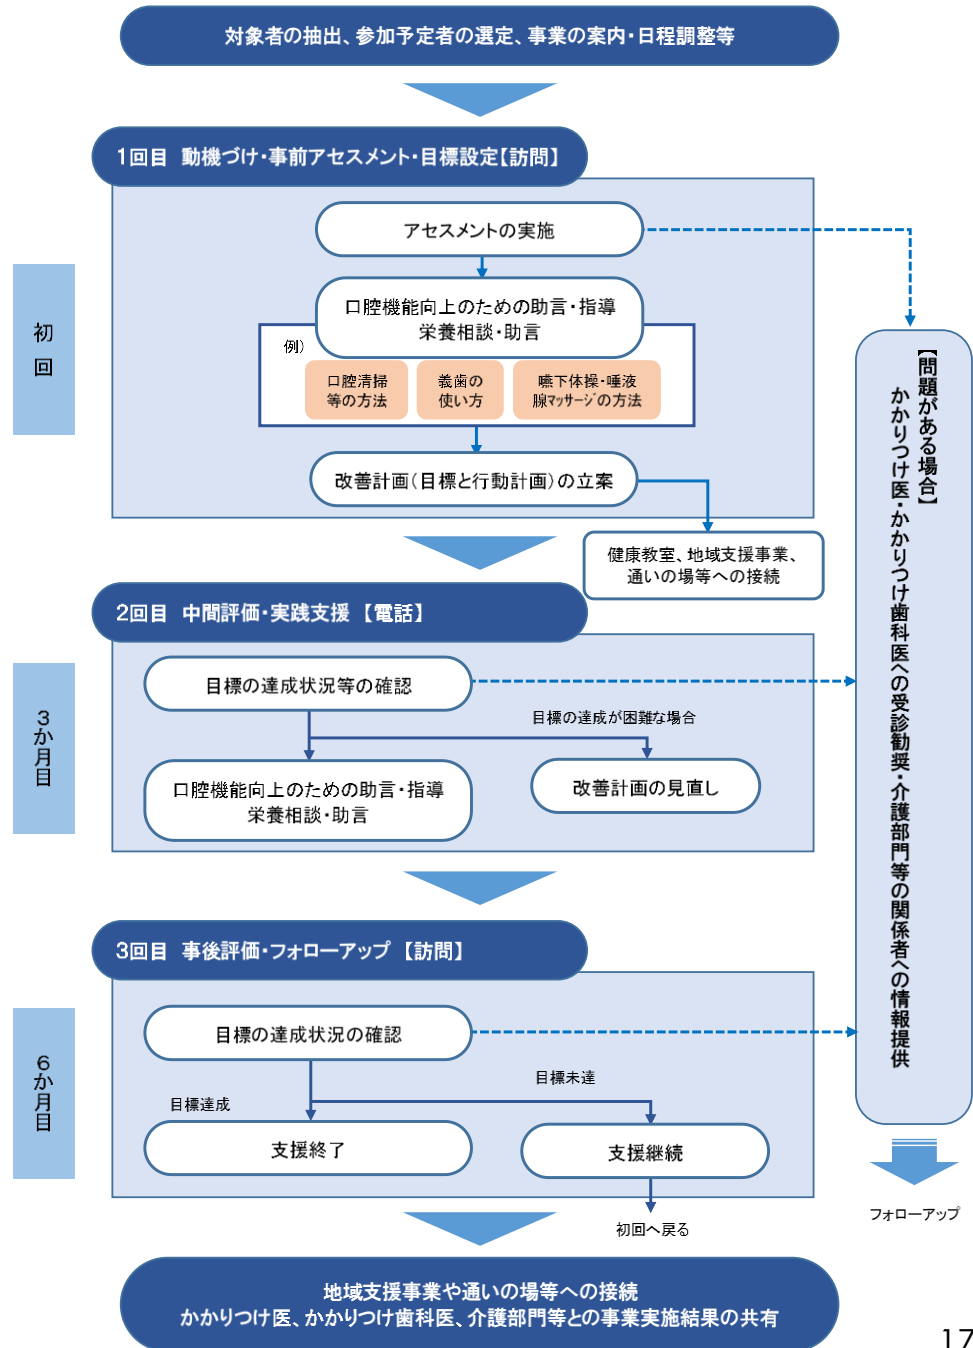 対象者の抽出、参加予定者の選定、事業の案内・日程調整等
1回目 動機づけ・事前アセスメント・目標設定【訪問】
初
回
アセスメントの実施
口腔機能向上のための助言・指導
栄養相談・助言
例）
口腔清掃
等の方法
義歯の
使い方
嚥下体操・唾液
腺ﾏｯｻｰｼﾞの方法
改善計画（目標と行動計画）の立案
健康教室、地域支援事業、
通いの場等への接続
2回目 中間評価・実践支援 【電話】
３か月目
目標の達成状況等の確認
目標の達成が困難な場合
口腔機能向上のための助言・指導
栄養相談・助言
改善計画の見直し
3回目 事後評価・フォローアップ 【訪問】
６か月目
目標の達成状況の確認
目標未達
目標達成
支援終了
支援継続
初回へ戻る
【問題がある場合】
かかりつけ医・かかりつけ歯科医への受診勧奨・介護部門等の関係者への情報提供
フォローアップ
地域支援事業や通いの場等への接続
かかりつけ医、かかりつけ歯科医、介護部門等との事業実施結果の共有
17